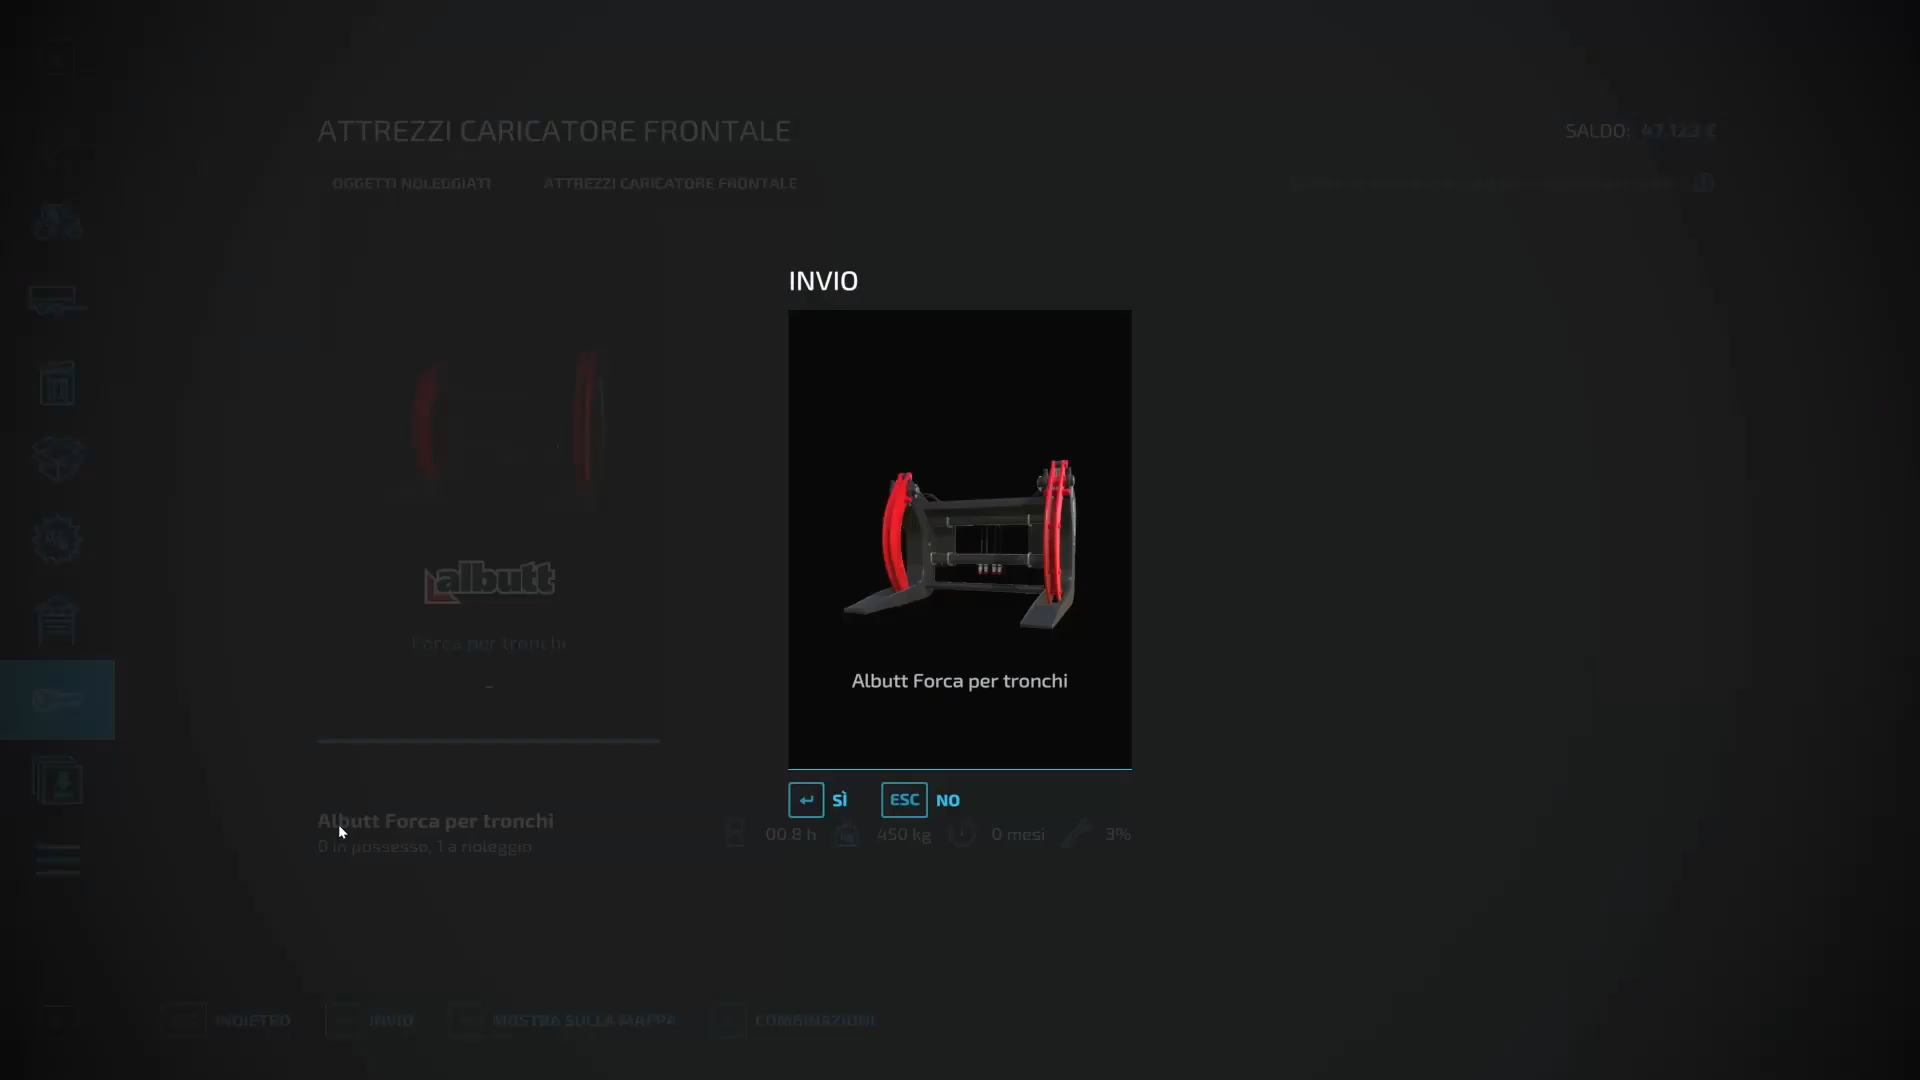 ATTREZZI CARICATORE FRONTALE
SALDO: 47.123 €
OGGETTI NOLEGGIATI
ATTREZZI CARICATORE FRONTALE
INVIO
albutt
Forca per tronchi
-
Albutt Forca per tronchi
SÌ
ESC NO
Albutt Forca per tronchi
0 in possesso, 1 a noleggio
00.8 h
450 kg
0 mesi
3%
INDIETRO
INVIO
MOSTRA SULLA MAPPA
COMBINAZIONI